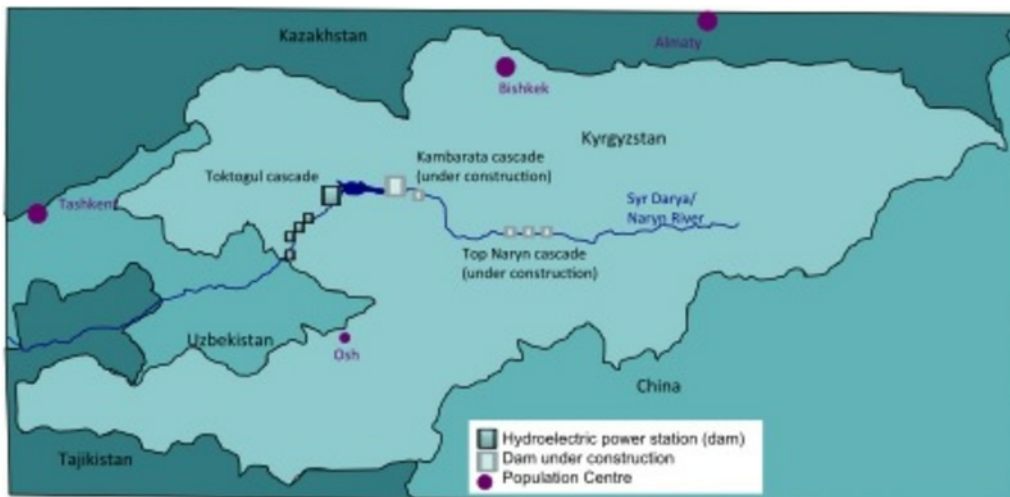 Kazakhstan
Almaty
Bishkek
Kyrgyzstan
Kambarata cascade
(under construction)
Toktogul cascade
Tashkent
Syr Darya/
Naryn River
Top Naryn cascade
(under construction)
Uzbekistan
Osh
China
Tajikistan
Hydroelectric power station (dam)
Dam under construction
Population Centre